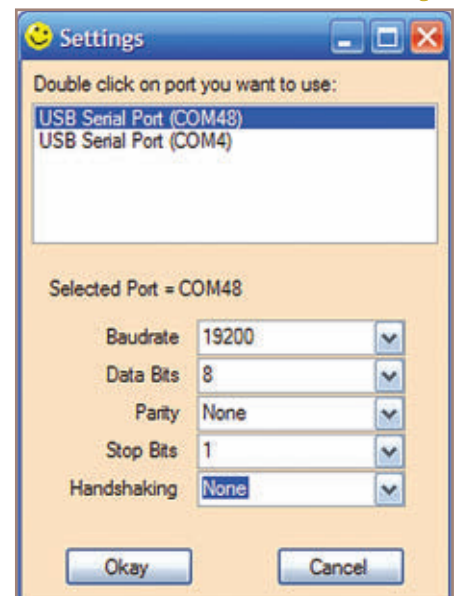 Settings
Double click on port you want to use:
USB Serial Port (COM48)
USB Serial Port (COM4)
Selected Port = COM48
Baudrate 19200
Data Bits 8
Parity None
Stop Bits 1
Handshaking None
Okay Cancel